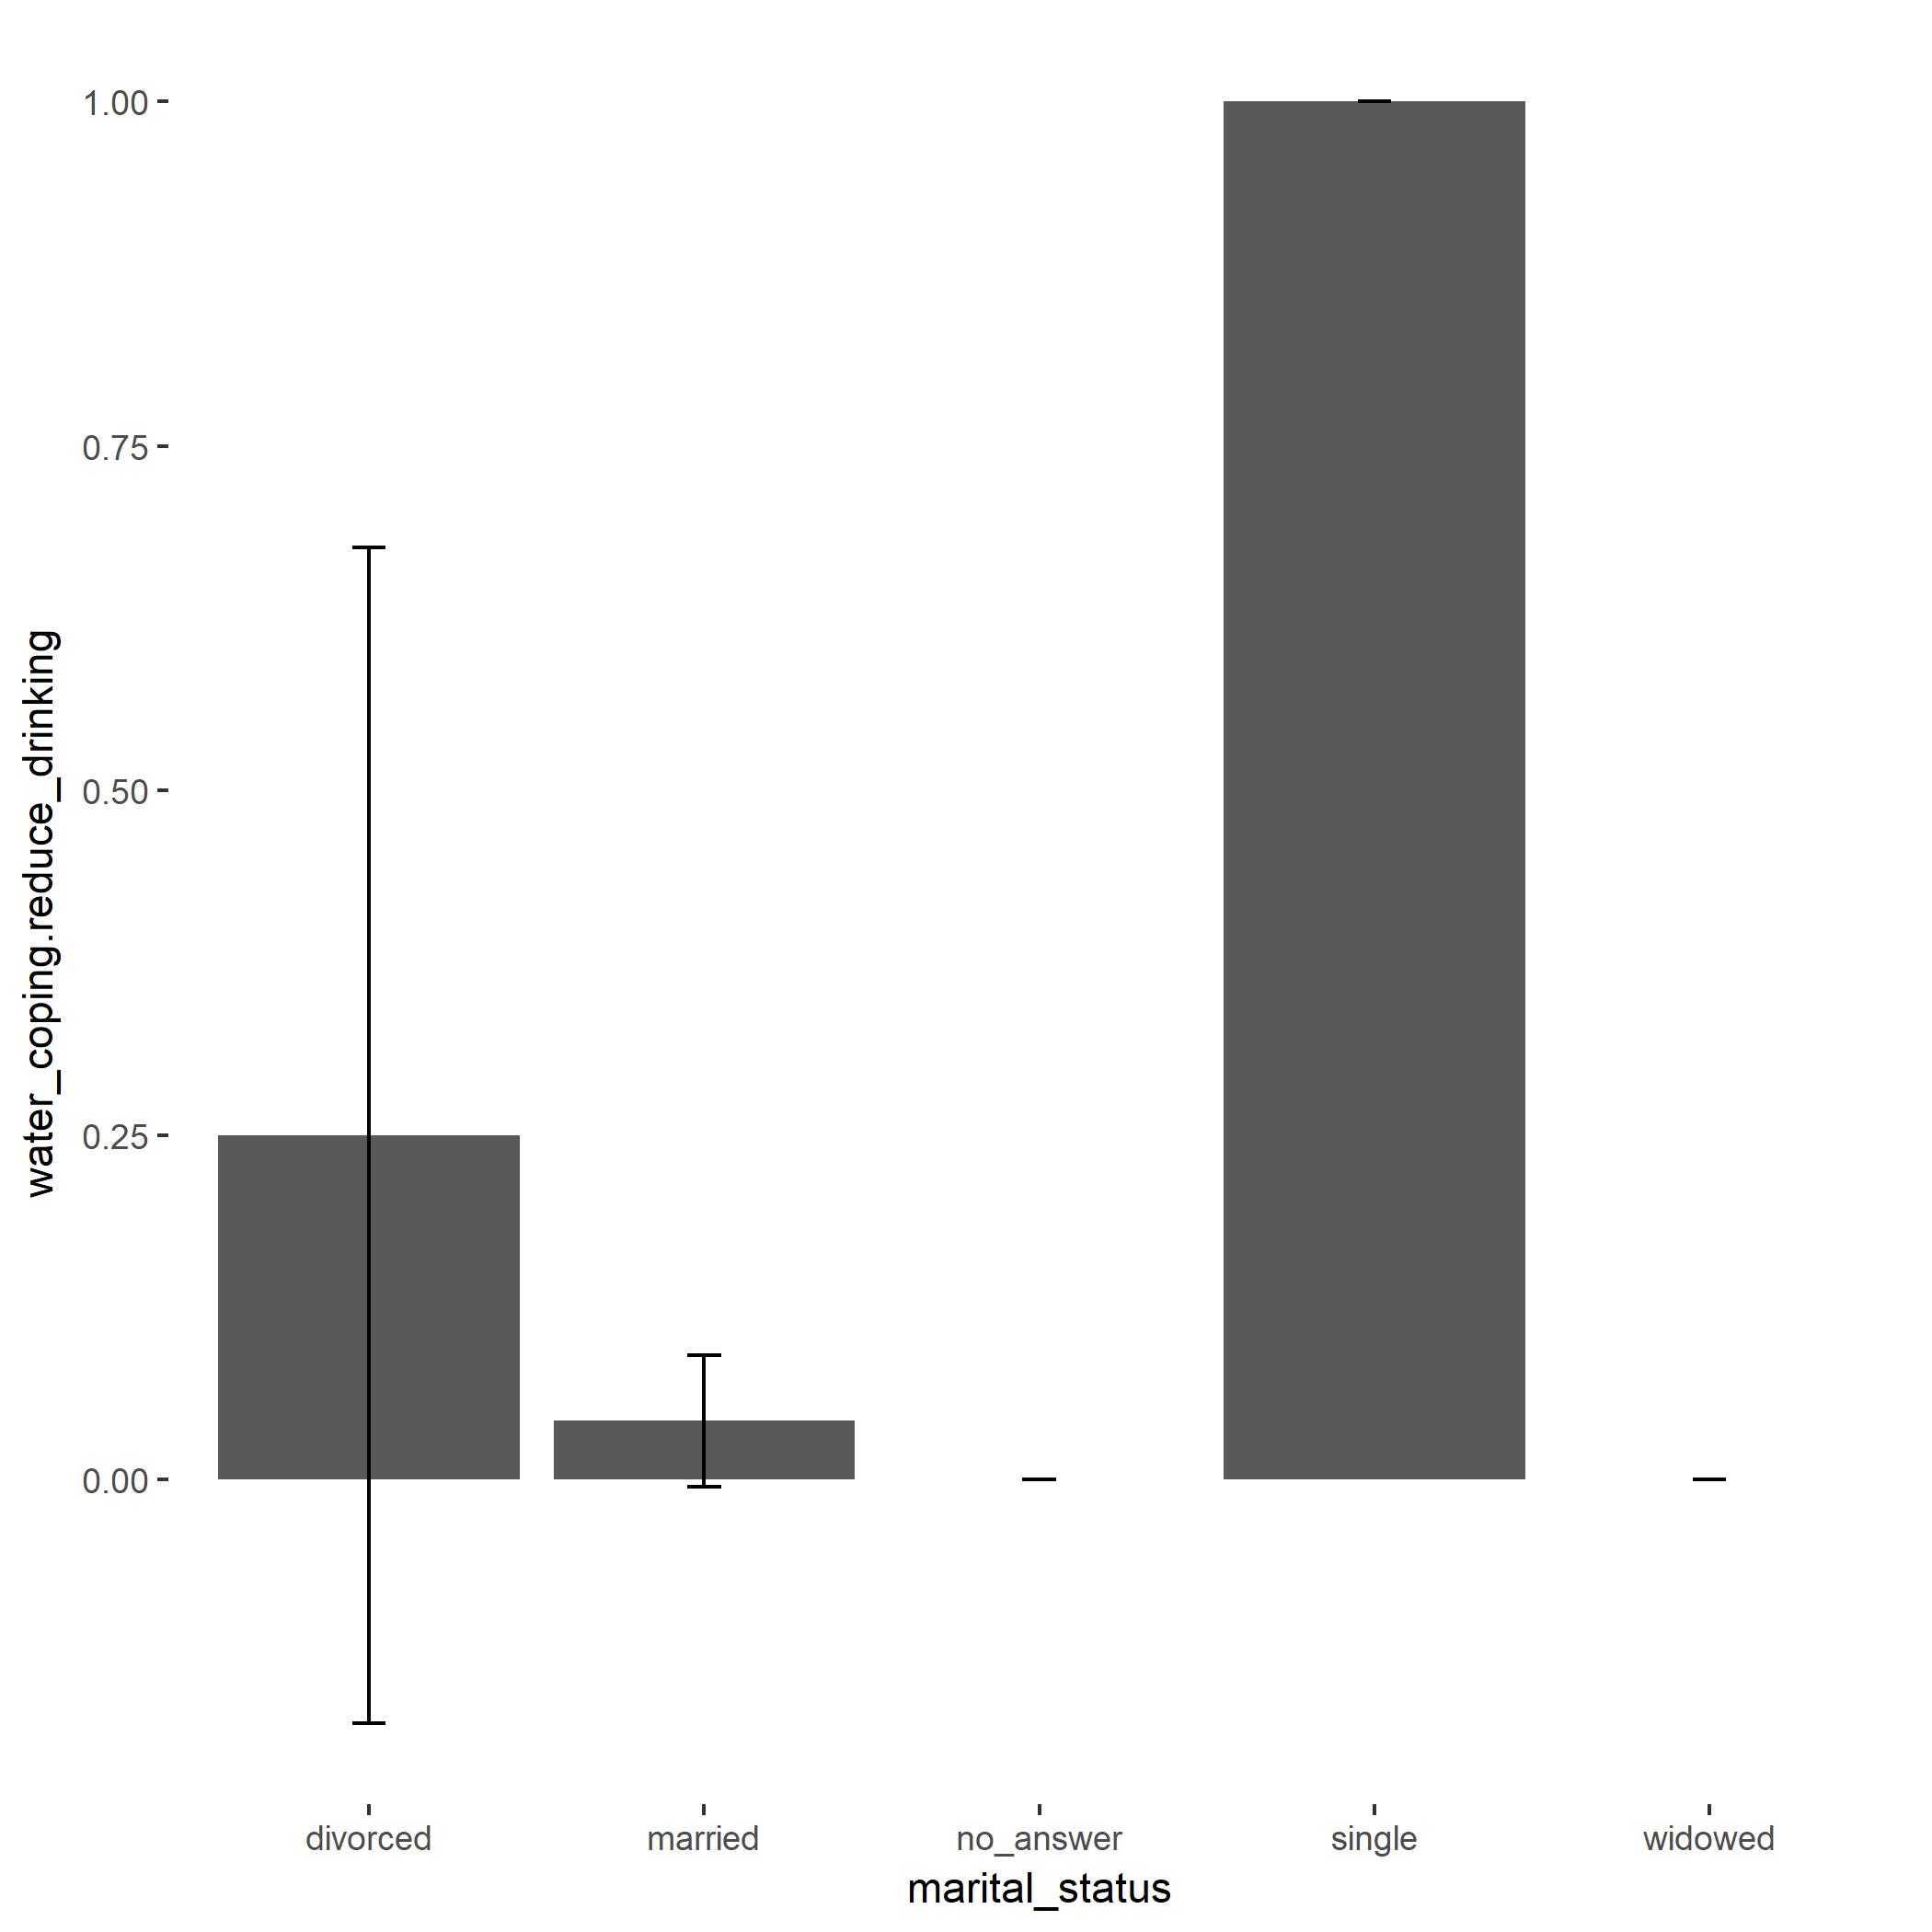 1.00
0.75
0.50
0.25
0.00
water_coping.reduce_drinking
divorced married no_answer single widowed
marital_status